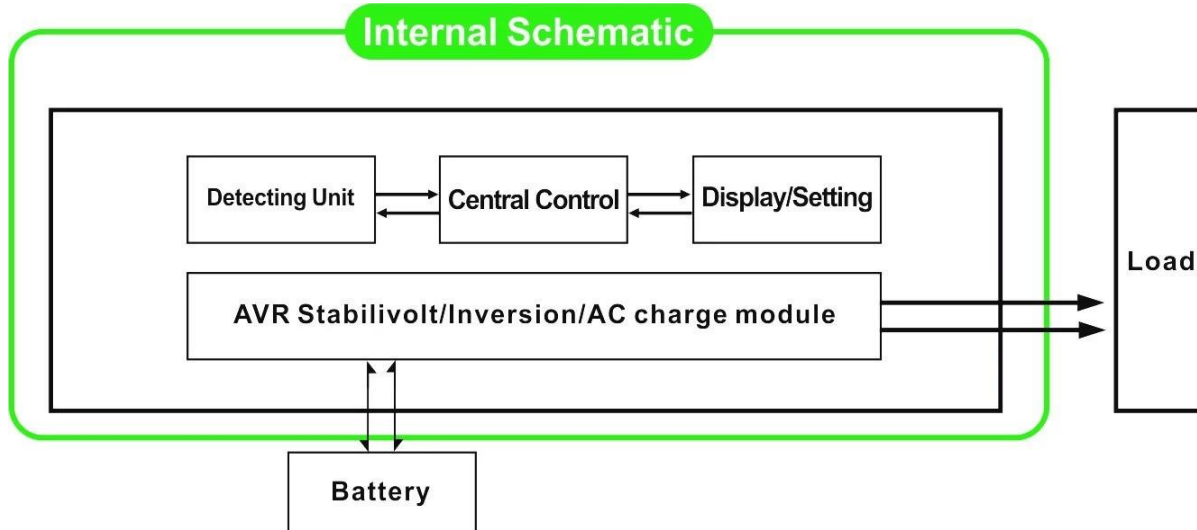 Internal Schematic
Detecting Unit
Central Control
Display/Setting
Load
AVR Stabilivolt/Inversion/AC charge module
Battery